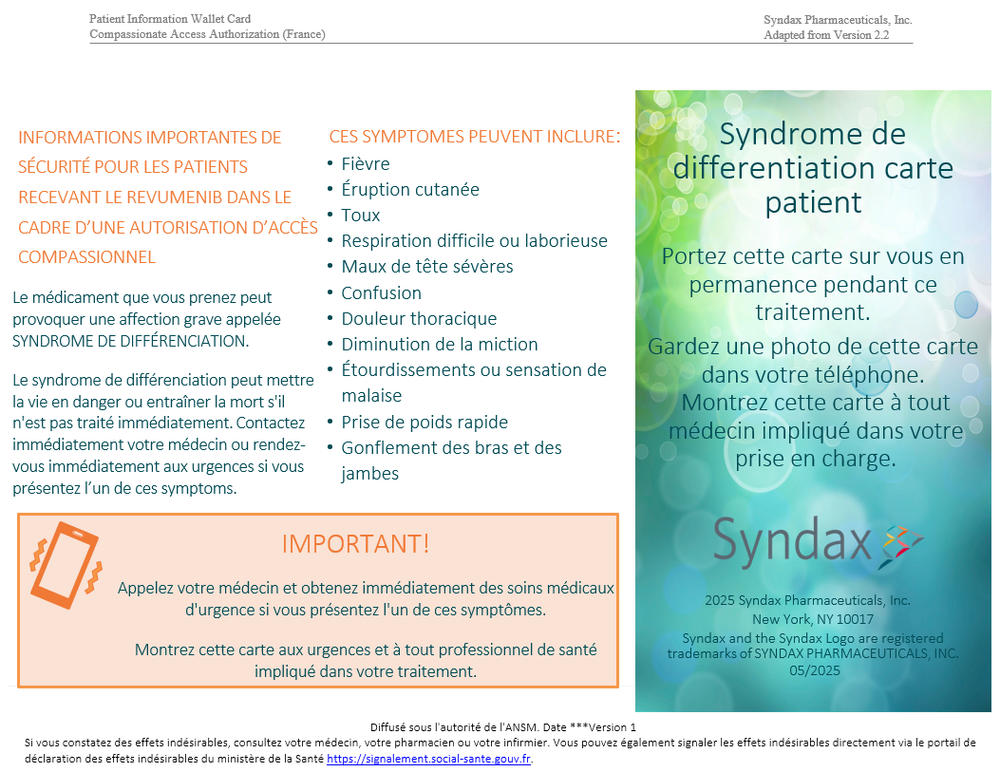 Patient Information Wallet Card
Compassionate Access Authorization (France)
Syndax Pharmaceuticals, Inc.
Adapted from Version 2.2
INFORMATIONS IMPORTANTES DE
SÉCURITÉ POUR LES PATIENTS
RECEVANT LE REVUMENIB DANS LE
CADRE D’UNE AUTORISATION D’ACCÈS
COMPASSIONNEL
Le médicament que vous prenez peut
provoquer une affection grave appelée
SYNDROME DE DIFFÉRENCIATION.
Le syndrome de différenciation peut mettre
la vie en danger ou entraîner la mort s'il
n'est pas traité immédiatement. Contactez
immédiatement votre médecin ou rendez-
vous immédiatement aux urgences si vous
présentez l’un de ces symptoms.
CES SYMPTOMES PEUVENT INCLURE:
• Fièvre
• Éruption cutanée
• Toux
• Respiration difficile ou laborieuse
• Maux de tête sévères
• Confusion
• Douleur thoracique
• Diminution de la miction
• Étourdissements ou sensation de
malaise
• Prise de poids rapide
• Gonflement des bras et des
jambes
IMPORTANT!
Appelez votre médecin et obtenez immédiatement des soins médicaux
d'urgence si vous présentez l'un de ces symptômes.
Montrez cette carte aux urgences et à tout professionnel de santé
impliqué dans votre traitement.
Syndrome de
differentiation carte
patient
Portez cette carte sur vous en
permanence pendant ce
traitement.
Gardez une photo de cette carte
dans votre téléphone.
Montrez cette carte à tout
médecin impliqué dans votre
prise en charge.
Syndax
2025 Syndax Pharmaceuticals, Inc.
New York, NY 10017
Syndax and the Syndax Logo are registered
trademarks of SYNDAX PHARMACEUTICALS, INC.
05/2025
Diffusé sous l'autorité de l'ANSM. Date ***Version 1
Si vous constatez des effets indésirables, consultez votre médecin, votre pharmacien ou votre infirmier. Vous pouvez également signaler les effets indésirables directement via le portail de
déclaration des effets indésirables du ministère de la Santé https://signalement.social-sante.gouv.fr.